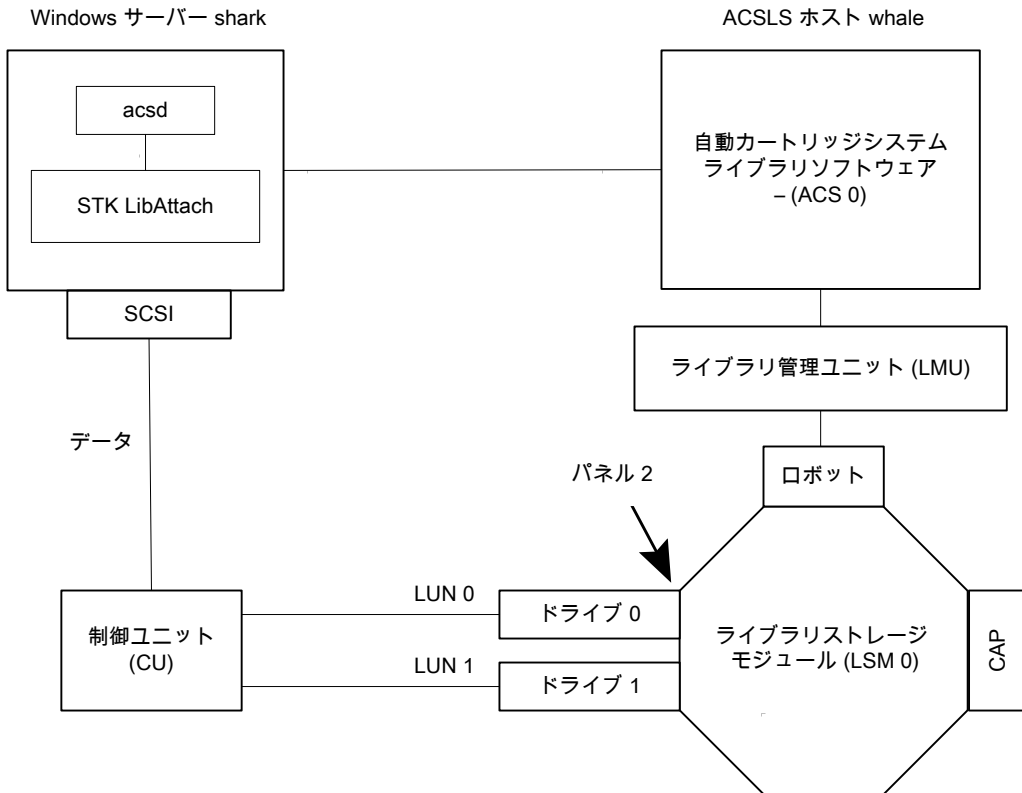 Windows サーバー shark
ACSLS ホスト whale
acsd
STK LibAttach
自動カートリッジシステム
ライブラリソフトウェア
– (ACS 0)
SCSI
ライブラリ管理ユニット (LMU)
データ
パネル 2
ロボット
LUN 0
ドライブ 0
制御ユニット
(CU)
ライブラリストレージ
モジュール (LSM 0)
CAP
LUN 1
ドライブ 1